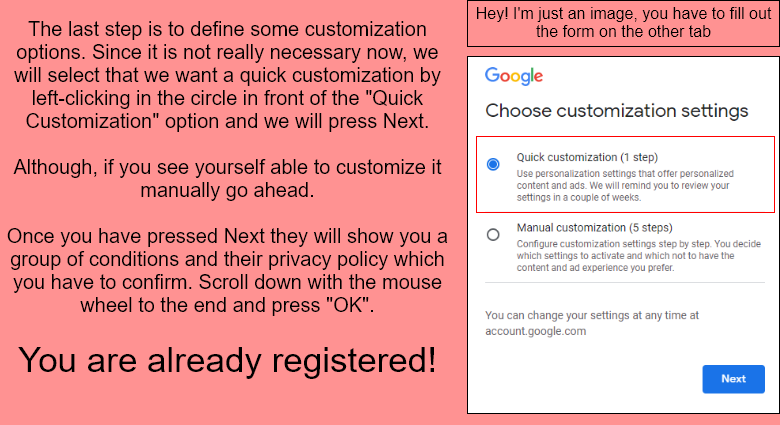 The last step is to define some customization
options. Since it is not really necessary now, we
will select that we want a quick customization by
left-clicking in the circle in front of the "Quick
Customization" option and we will press Next.
Although, if you see yourself able to customize it
manually go ahead.
Once you have pressed Next they will show you a
group of conditions and their privacy policy which
you have to confirm. Scroll down with the mouse
wheel to the end and press "OK".
You are already registered!
Hey! I'm just an image, you have to fill out
the form on the other tab
Google
Choose customization settings
Quick customization (1 step)
Use personalization settings that offer personalized
content and ads. We will remind you to review your
settings in a couple of weeks.
Manual customization (5 steps)
Configure customization settings step by step. You decide
which settings to activate and which not to have the
content and ad experience you prefer.
You can change your settings at any time at
account.google.com
Next